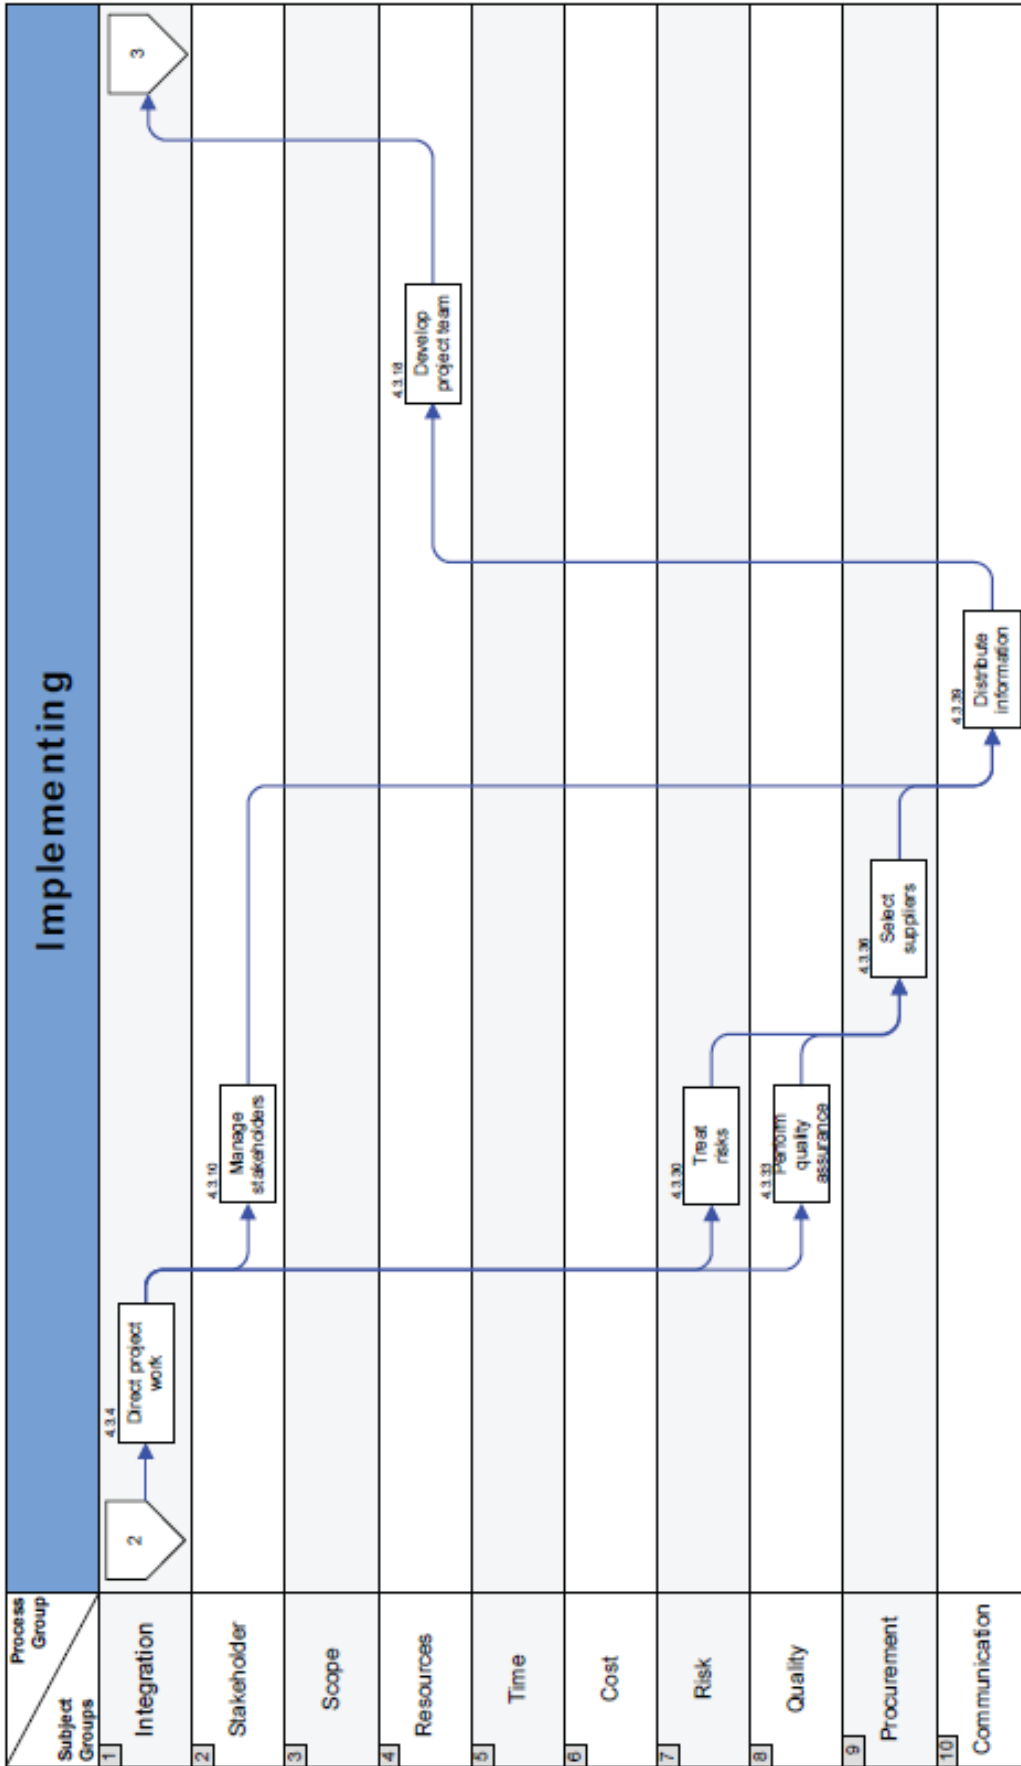 Implementing
Process
Group
Subject
Groups
1
Integration
2
4.3.4
Direct project
work
3
2
Stakeholder
4.3.10
Manage
stakeholders
3
Scope
4
Resources
4.3.18
Develop
project team
5
Time
6
Cost
7
Risk
4.3.30
Treat
risks
8
Quality
4.3.33
Perform
quality
assurance
9
Procurement
4.3.36
Select
suppliers
10
Communication
4.3.39
Distribute
information